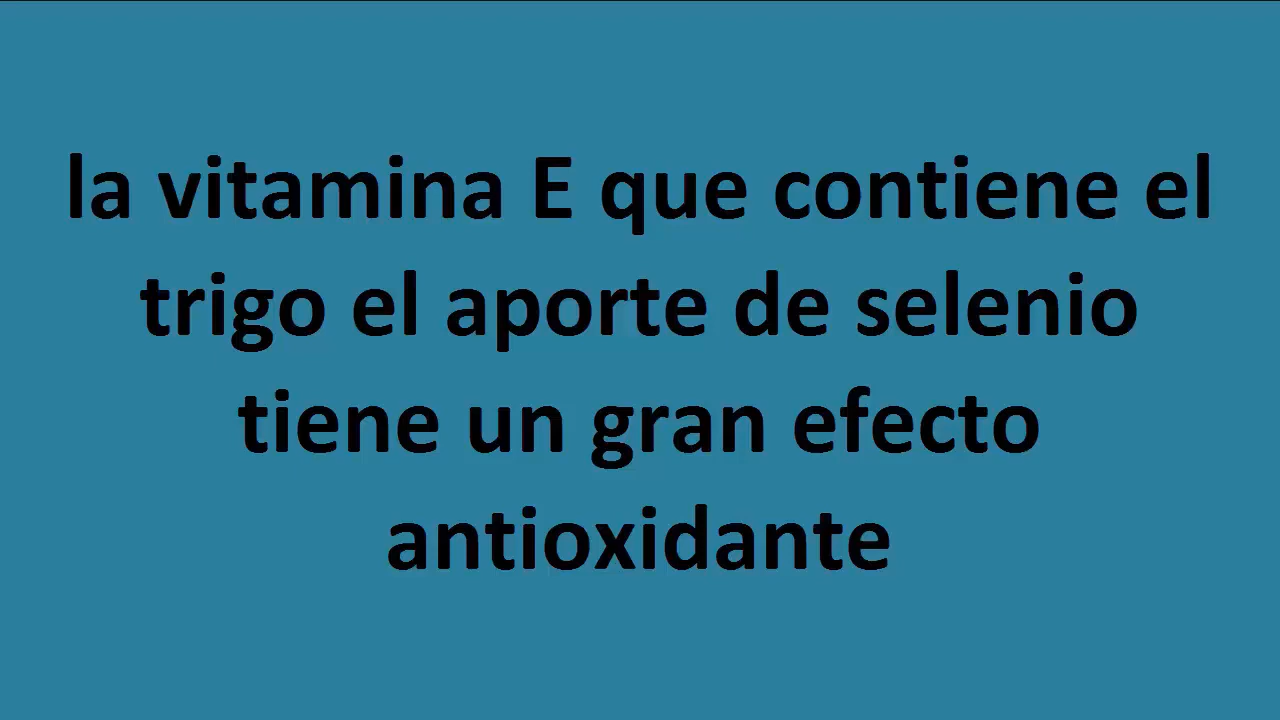 la vitamina E que contiene el
trigo el aporte de selenio
tiene un gran efecto
antioxidante